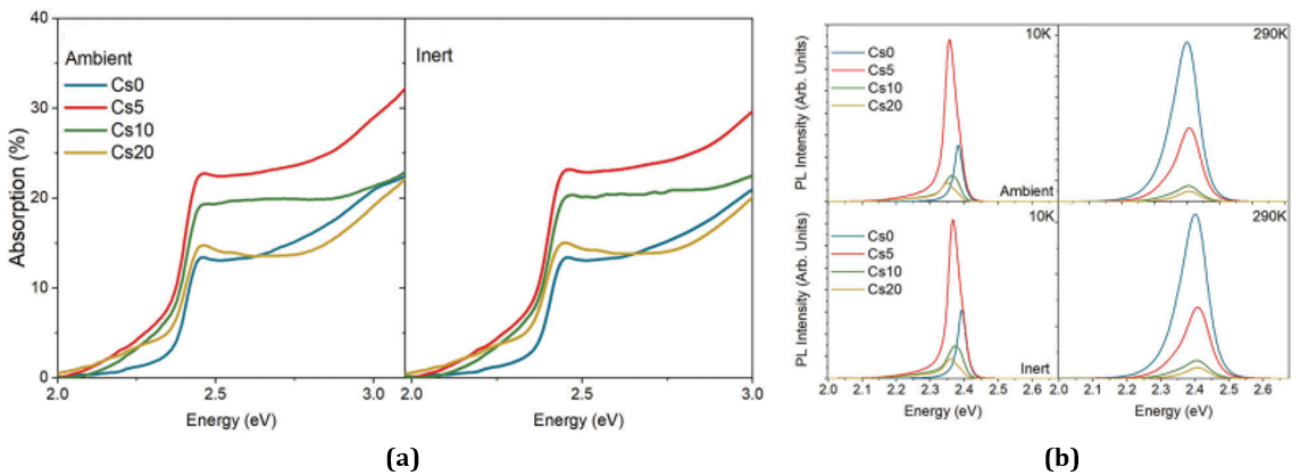 40
30
20
10
0
Absorption (%)
Ambient
Cs0
Cs5
Cs10
Cs20
Inert
2.0
2.5
3.0
2.5
3.0
Energy (eV)
Energy (eV)
(a)
PL Intensity (Arb. Units)
Cs0
Cs5
Cs10
Cs20
10K
Ambient
290K
PL Intensity (Arb. Units)
Cs0
Cs5
Cs10
Cs20
10K
Inert
290K
2.0 2.1 2.2 2.3 2.4 2.5 2.6
2.0 2.1 2.2 2.3 2.4 2.5 2.6
Energy (eV)
Energy (eV)
(b)